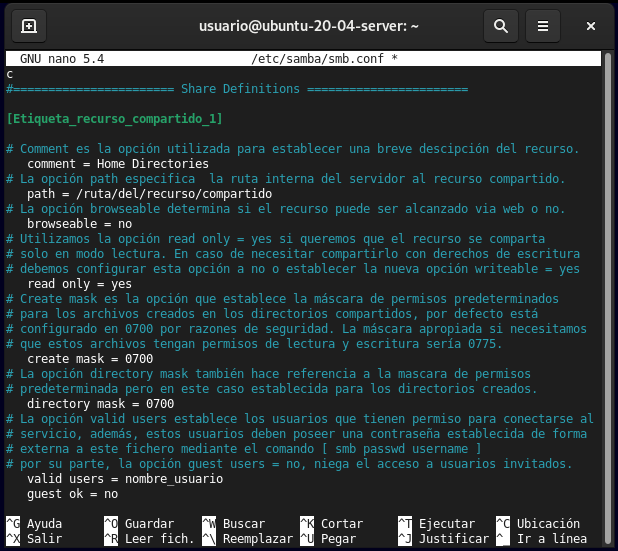 usuario@ubuntu-20-04-server: ~
GNU nano 5.4 /etc/samba/smb.conf *
c
#======================= Share Definitions =======================
[Etiqueta_recurso_compartido_1]
# Comment es la opción utilizada para establecer una breve descipción del recurso.
comment = Home Directories
# La opción path especifica  la ruta interna del servidor al recurso compartido.
path = /ruta/del/recurso/compartido
# La opción browseable determina si el recurso puede ser alcanzado via web o no.
browseable = no
# Utilizamos la opción read only = yes si queremos que el recurso se comparta
# solo en modo lectura. En caso de necesitar compartirlo con derechos de escritura
# debemos configurar esta opción a no o establecer la nueva opción writeable = yes
read only = yes
# Create mask es la opción que establece la máscara de permisos predeterminados
# para los archivos creados en los directorios compartidos, por defecto está
# configurado en 0700 por razones de seguridad. La máscara apropiada si necesitamos
# que estos archivos tengan permisos de lectura y escritura sería 0775.
create mask = 0700
# La opción directory mask también hace referencia a la mascara de permisos
# predeterminada pero en este caso establecida para los directorios creados.
directory mask = 0700
# La opción valid users establece los usuarios que tienen permiso para conectarse al
# servicio, además, estos usuarios deben poseer una contraseña establecida de forma
# externa a este fichero mediante el comando [ smb passwd username ]
# por su parte, la opción guest users = no, niega el acceso a usuarios invitados.
valid users = nombre_usuario
guest ok = no
^G Ayuda ^O Guardar ^W Buscar ^K Cortar ^T Ejecutar ^C Ubicación
^X Salir ^R Leer fich. ^\ Reemplazar ^U Pegar ^J Justificar ^_ Ir a línea